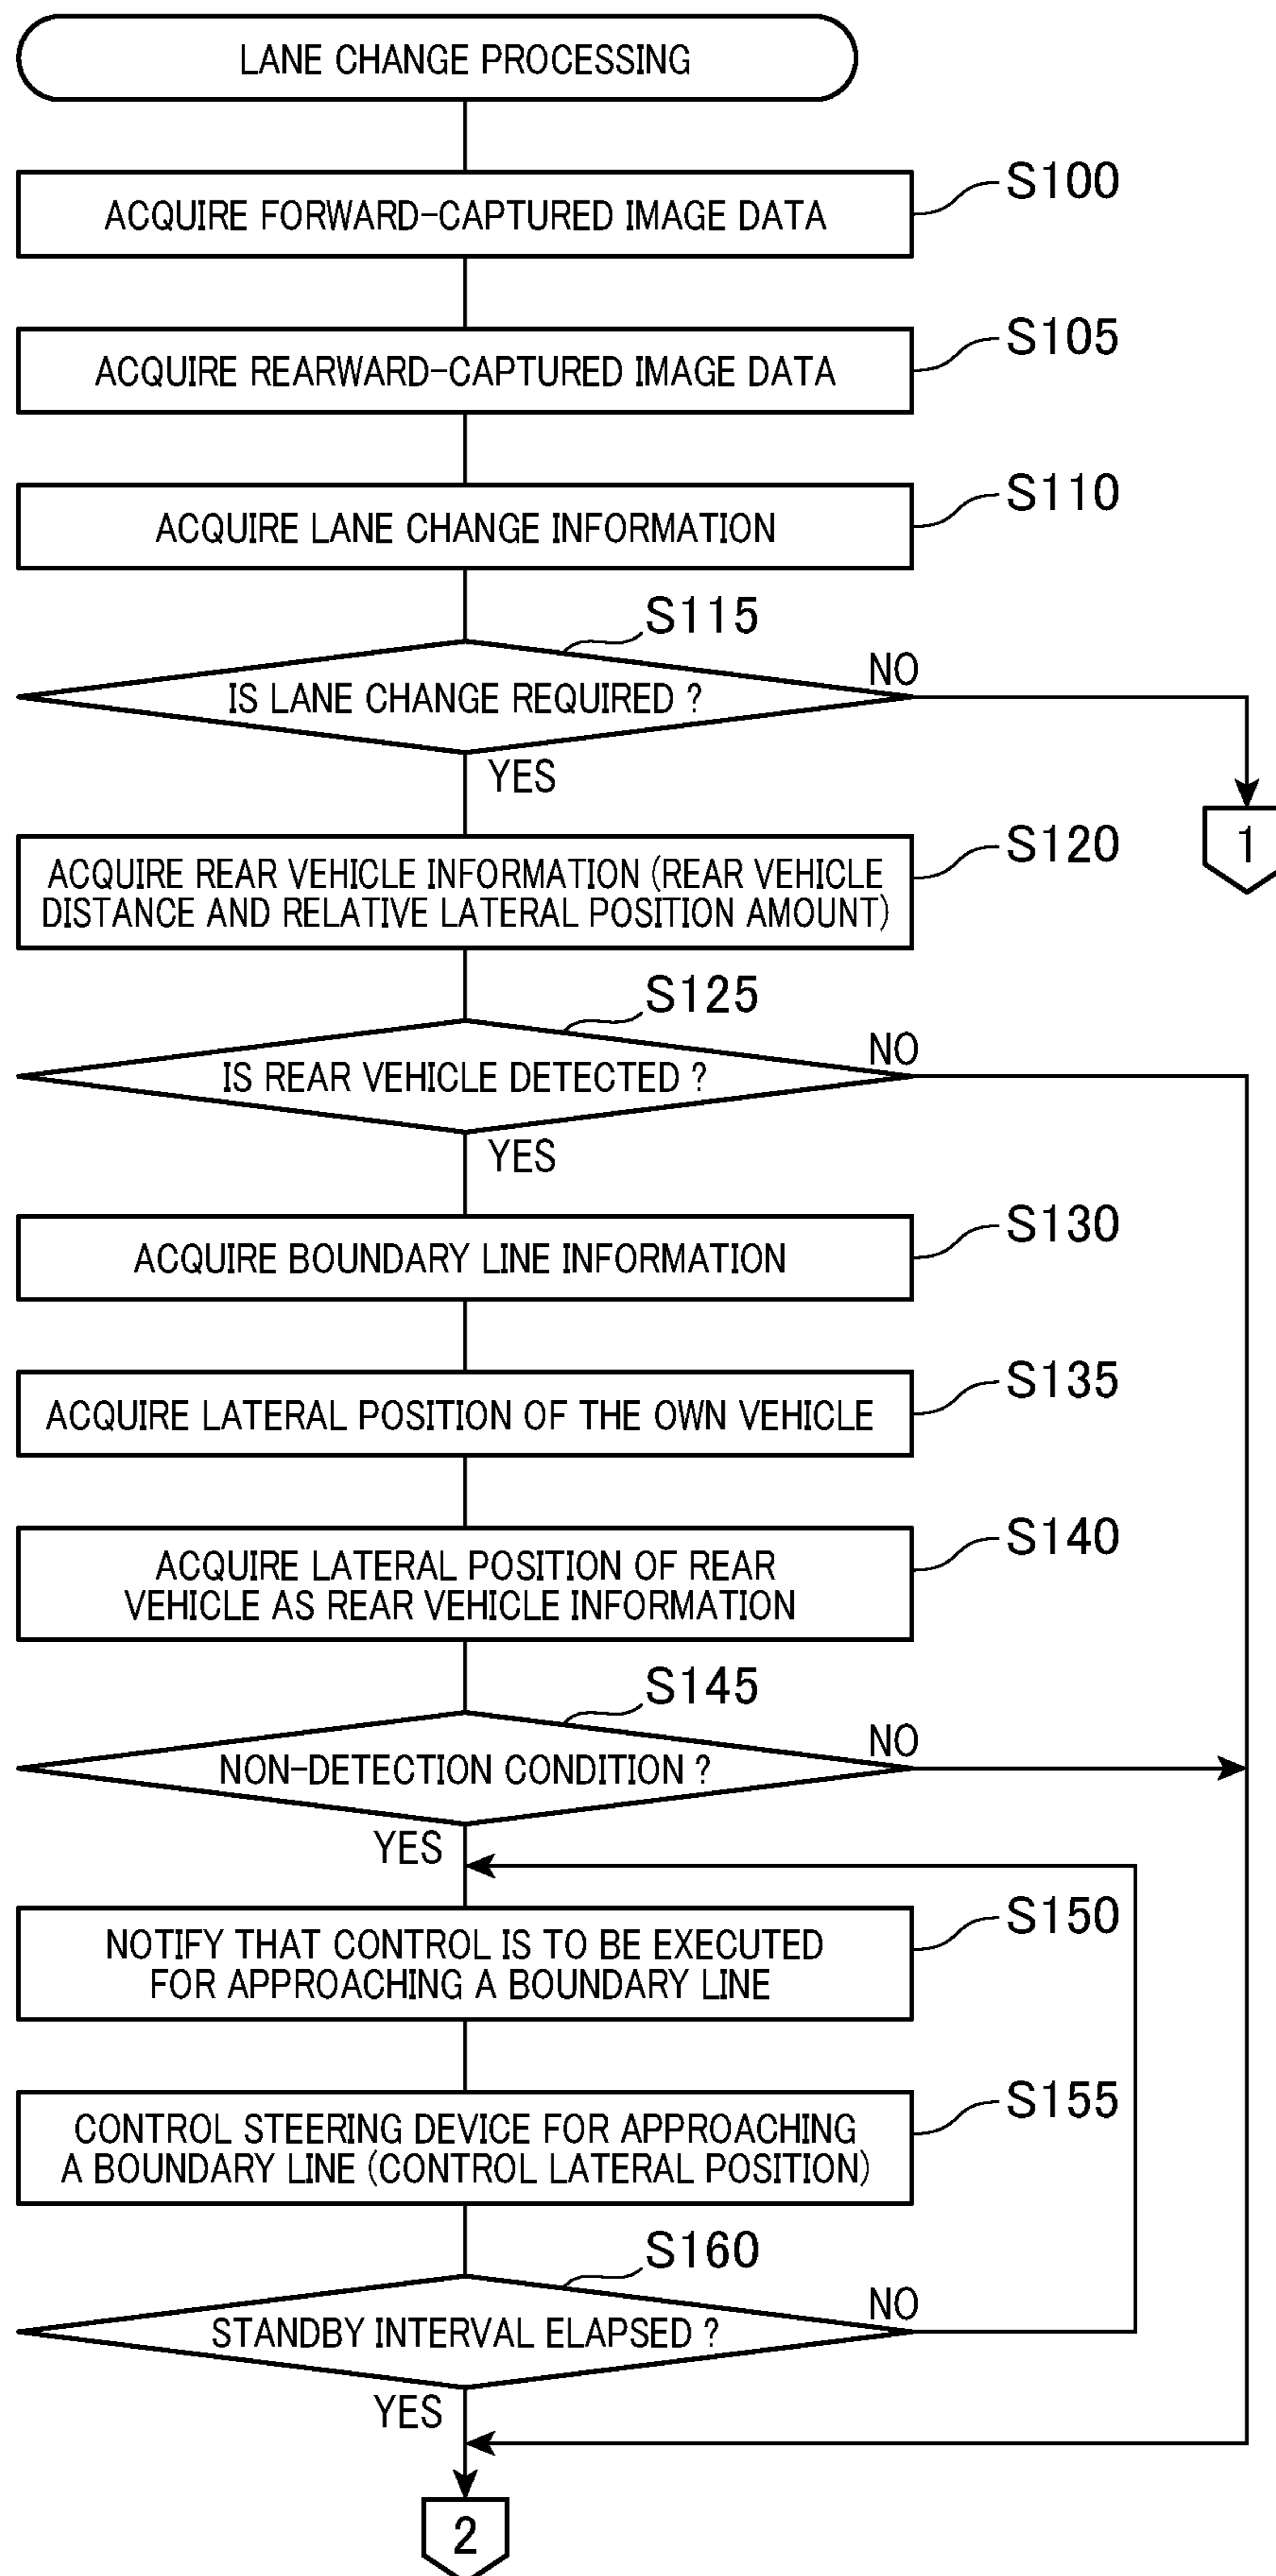 LANE CHANGE PROCESSING
S100
ACQUIRE FORWARD-CAPTURED IMAGE DATA
S105
ACQUIRE REARWARD-CAPTURED IMAGE DATA
S110
ACQUIRE LANE CHANGE INFORMATION
S115
NO
IS LANE CHANGE REQUIRED ?
YES
S120
1
ACQUIRE REAR VEHICLE INFORMATION (REAR VEHICLE
DISTANCE AND RELATIVE LATERAL POSITION AMOUNT)
S125
NO
IS REAR VEHICLE DETECTED ?
YES
S130
ACQUIRE BOUNDARY LINE INFORMATION
S135
ACQUIRE LATERAL POSITION OF THE OWN VEHICLE
S140
ACQUIRE LATERAL POSITION OF REAR
VEHICLE AS REAR VEHICLE INFORMATION
S145
NO
NON-DETECTION CONDITION ?
YES
S150
NOTIFY THAT CONTROL IS TO BE EXECUTED
FOR APPROACHING A BOUNDARY LINE
S155
CONTROL STEERING DEVICE FOR APPROACHING
A BOUNDARY LINE (CONTROL LATERAL POSITION)
S160
NO
STANDBY INTERVAL ELAPSED ?
YES
2